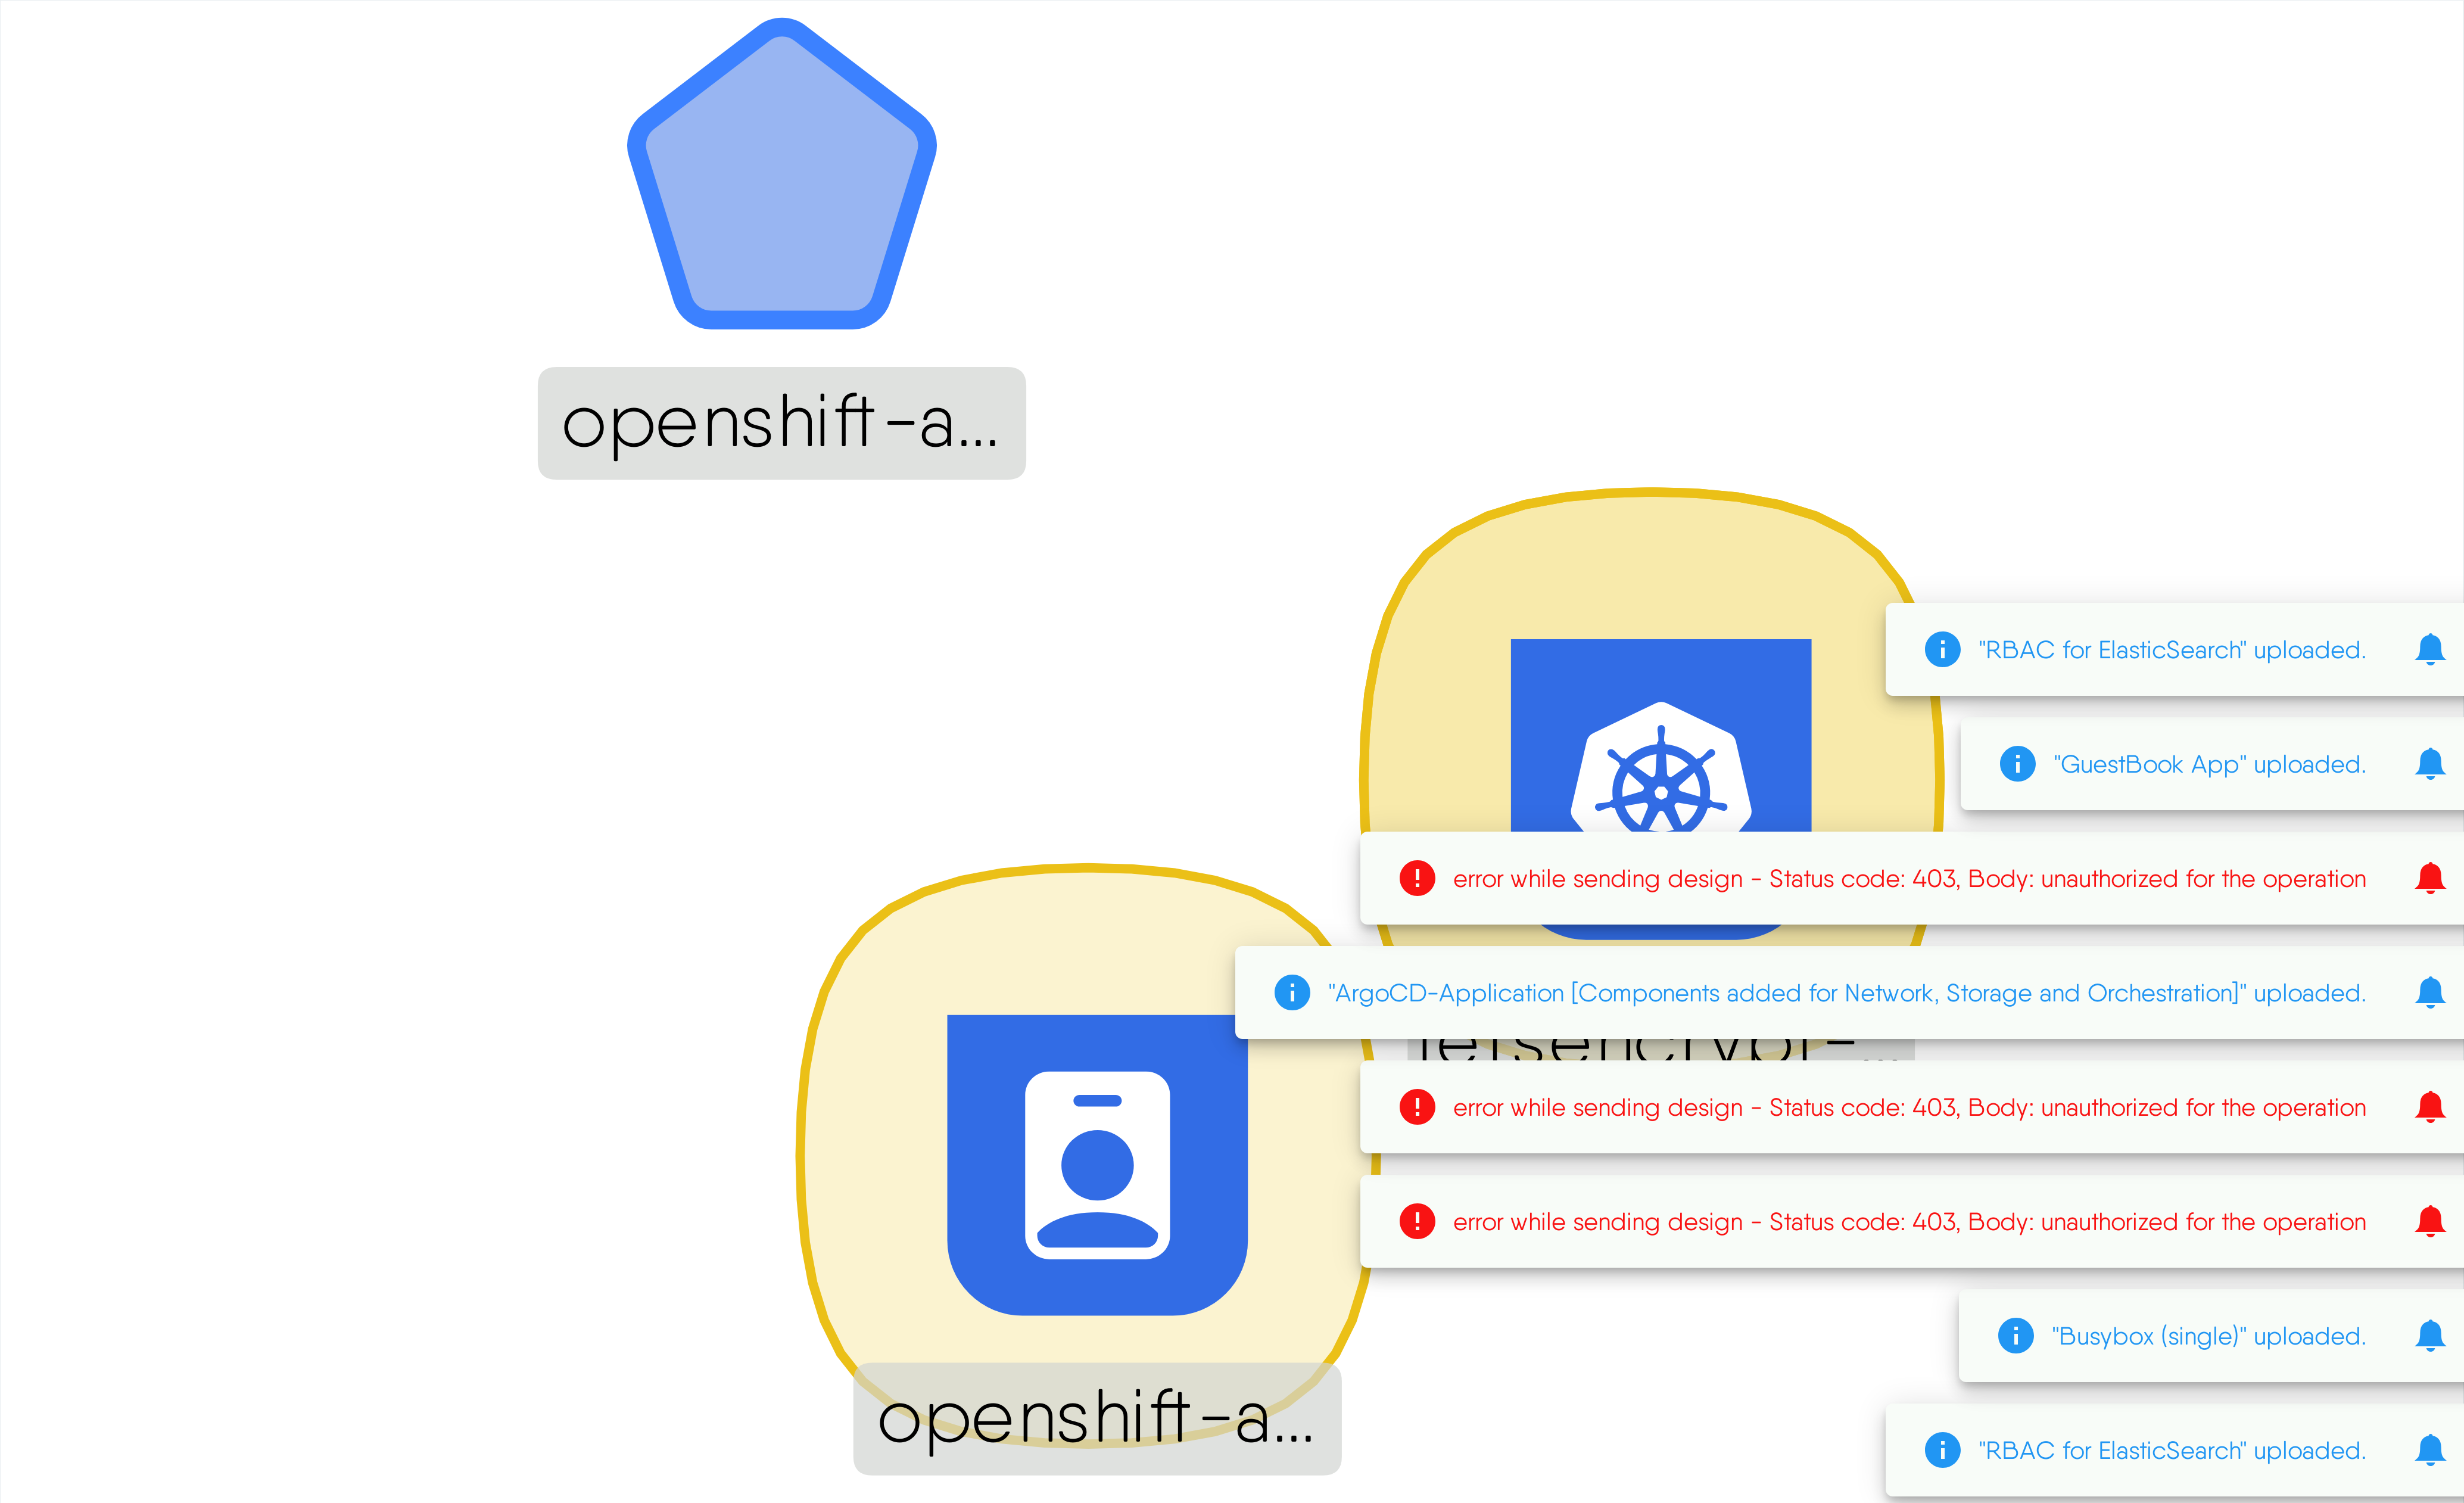 openshift-a...
"RBAC for ElasticSearch" uploaded.
"GuestBook App" uploaded.
error while sending design - Status code: 403, Body: unauthorized for the operation
"ArgoCD-Application [Components added for Network, Storage and Orchestration]" uploaded.
letsencrypt-...
error while sending design - Status code: 403, Body: unauthorized for the operation
error while sending design - Status code: 403, Body: unauthorized for the operation
"Busybox (single)" uploaded.
openshift-a...
"RBAC for ElasticSearch" uploaded.